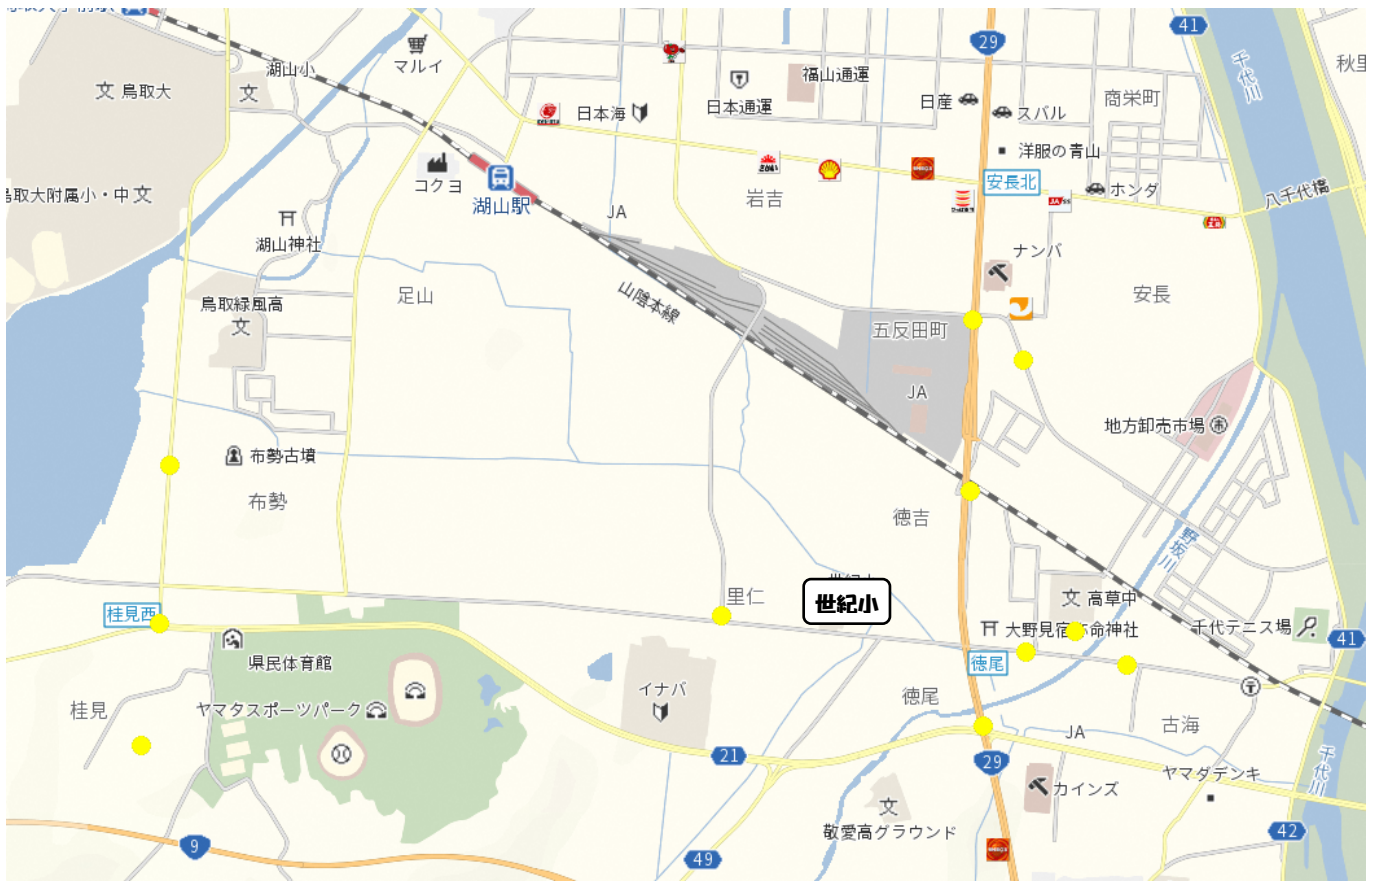 41
29
千代川
秋里
マルイ
湖山小
文
文 鳥取大
福山通運
日本通運
日産
商栄町
日本海
スバル
洋服の青山
コクヨ
安長北
ホンダ
八千代橋
鳥取大附属小・中 文
岩吉
湖山駅
JA
湖山神社
ナンバ
足山
山陰本線
安長
鳥取緑風高
文
五反田町
JA
地方卸売市場
布勢古墳
布勢
徳吉
野坂川
里仁
世紀小
文 高草中
桂見西
千代テニス場
41
県民体育館
徳尾
イナバ
徳尾
桂見
ヤマタスポーツパーク
古海
JA
21
29
千代川
ヤマダデンキ
カインズ
文
敬愛高グラウンド
42
9
49